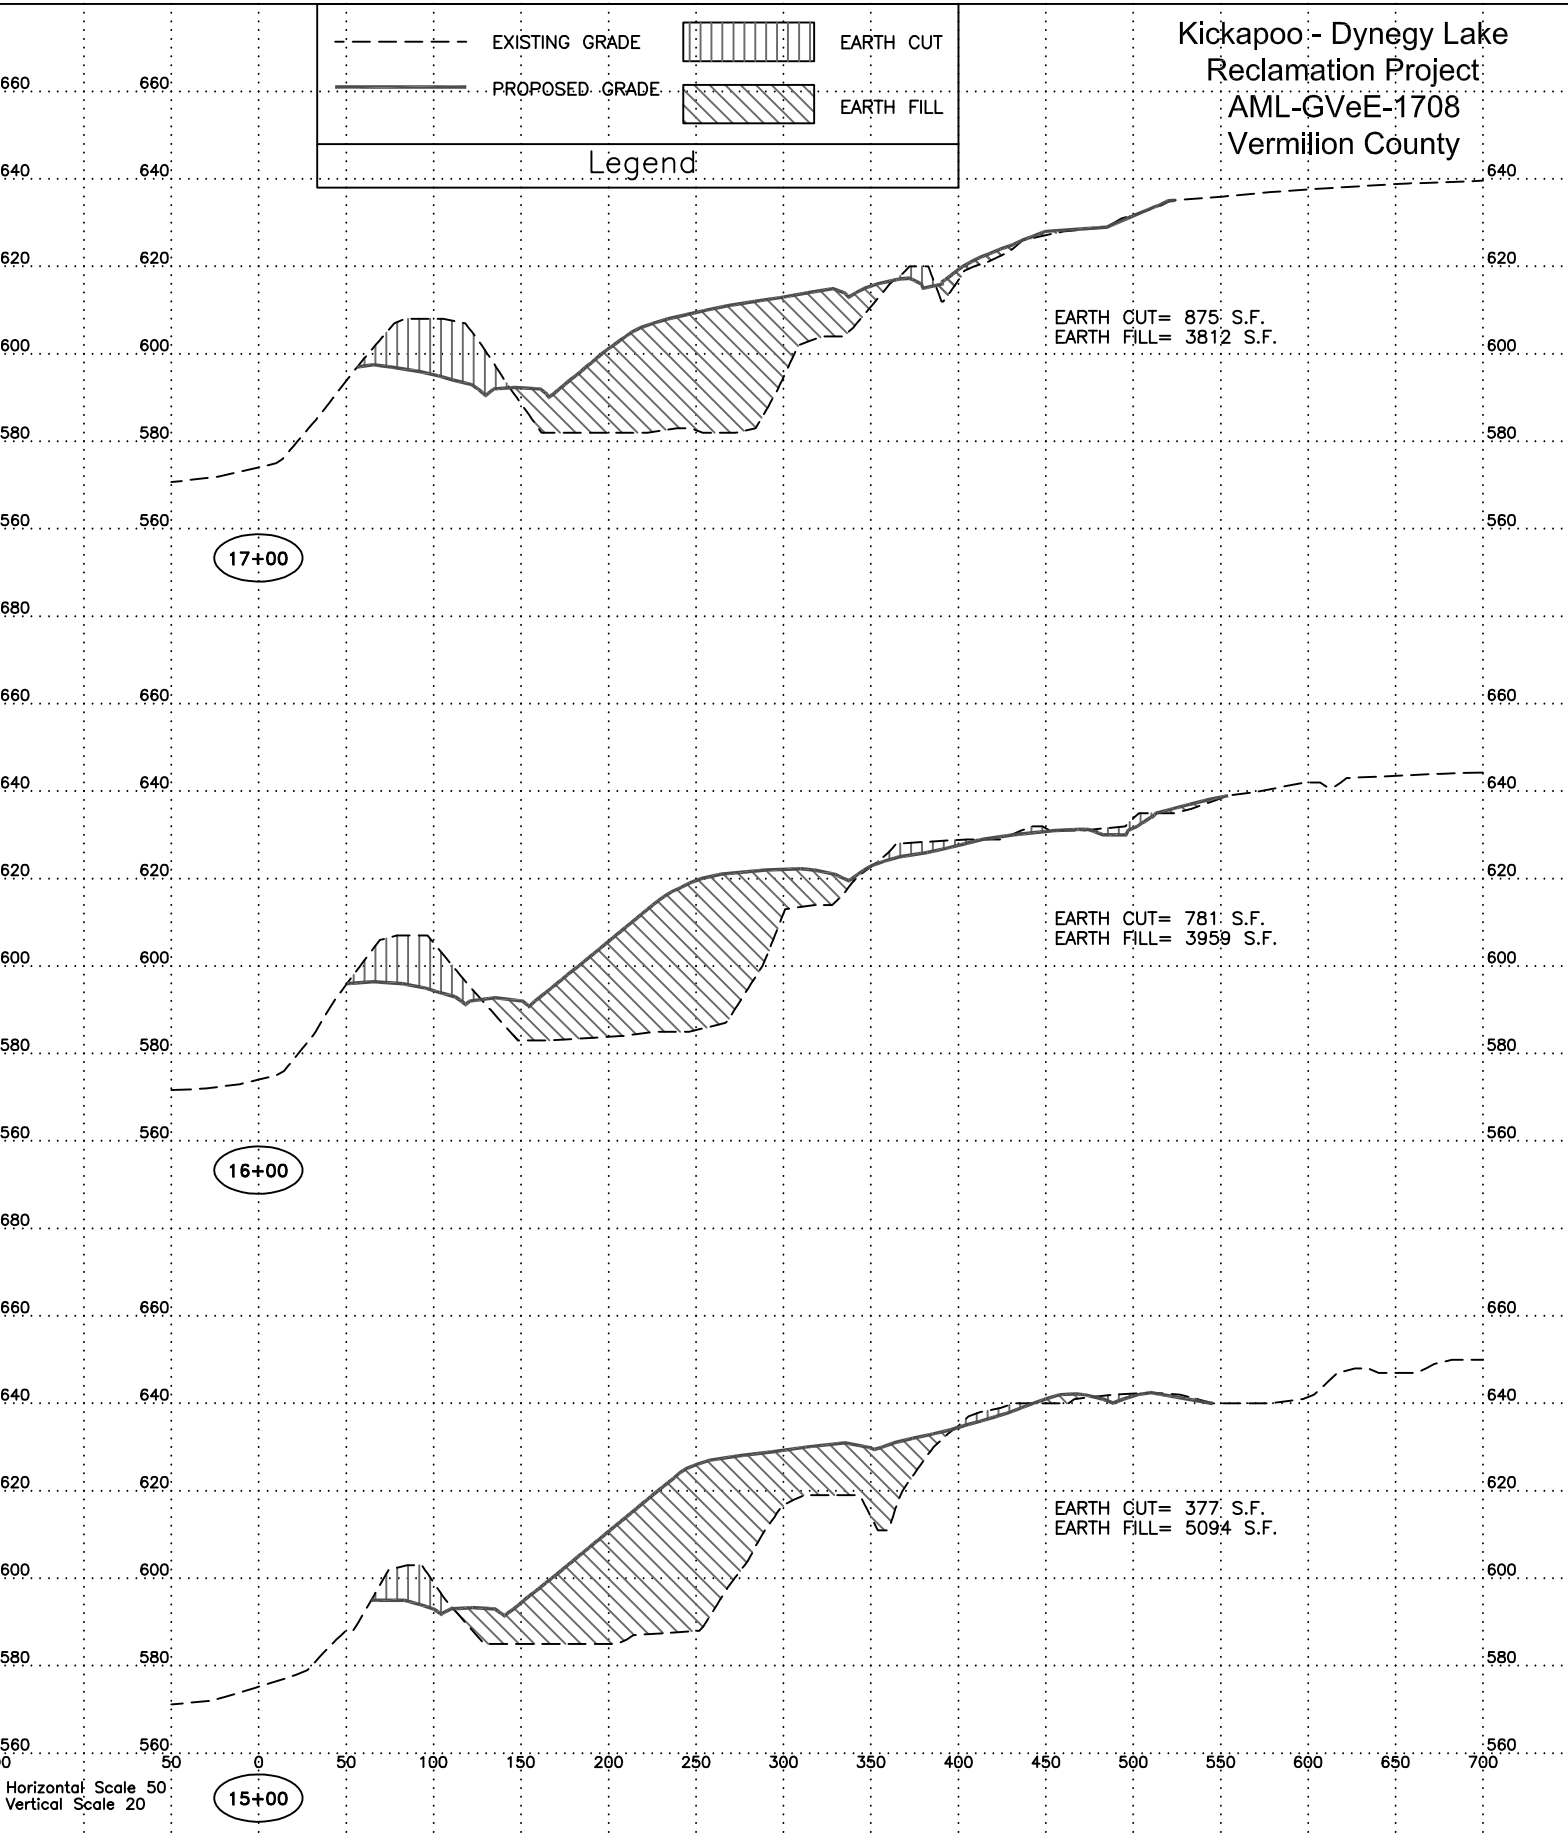 EXISTING GRADE
EARTH CUT
PROPOSED GRADE
EARTH FILL
Legend
Kickapoo - Dynegy Lake
Reclamation Project
AML-GVeE-1708
Vermilion County
660 660
640 640 640
620 620 620
EARTH CUT= 875 S.F.
EARTH FILL= 3812 S.F.
600 600 600
580 580 580
560 560 560
17+00
680 680
660 660 660
640 640 640
620 620 620
EARTH CUT= 781 S.F.
EARTH FILL= 3959 S.F.
600 600 600
580 580 580
560 560 560
16+00
680 680
660 660 660
640 640 640
620 620 620
EARTH CUT= 377 S.F.
EARTH FILL= 5094 S.F.
600 600 600
580 580 580
560 560 560
50 0 50 100 150 200 250 300 350 400 450 500 550 600 650 700
Horizontal Scale 50
Vertical Scale 20
15+00